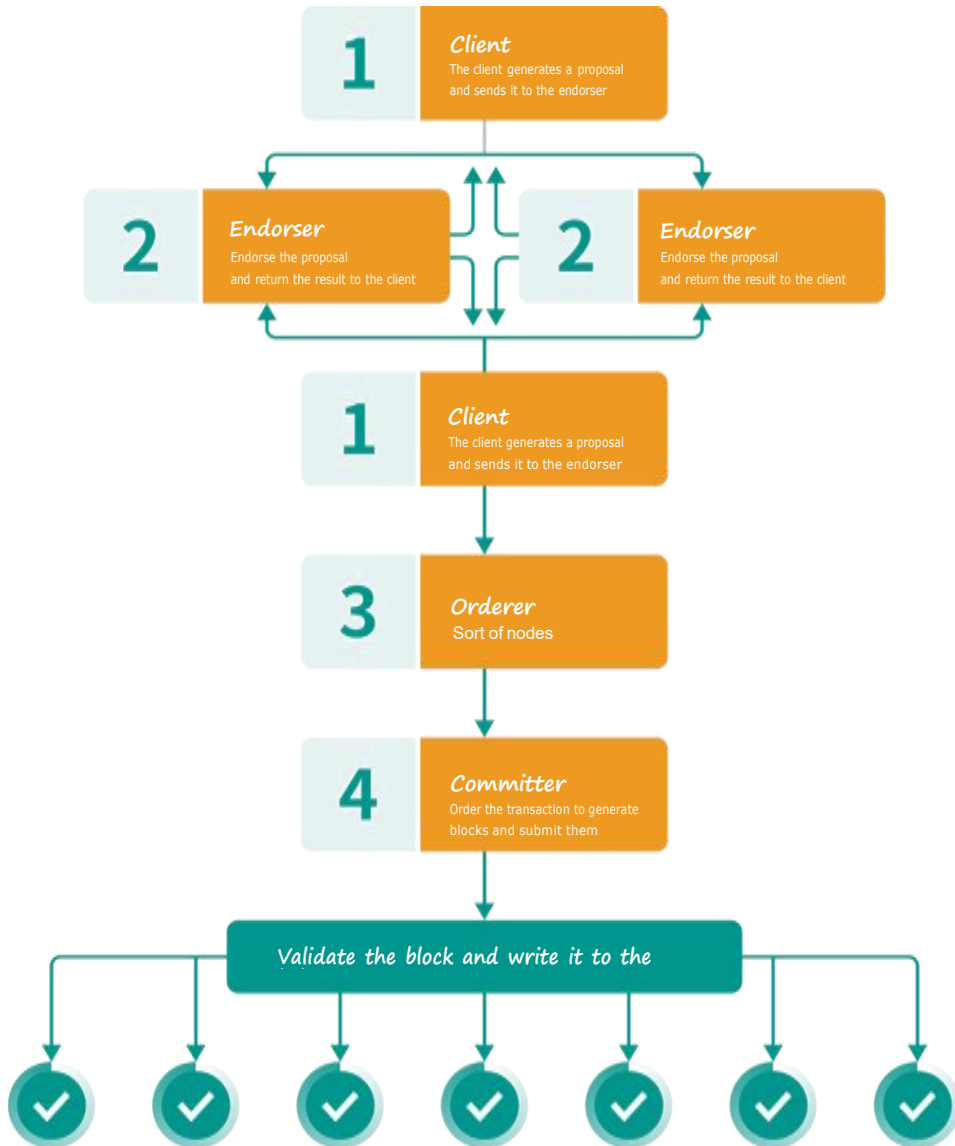 1
Client
The client generates a proposal
and sends it to the endorser
2
Endorser
Endorse the proposal
and return the result to the client
2
Endorser
Endorse the proposal
and return the result to the client
1
Client
The client generates a proposal
and sends it to the endorser
3
Orderer
Sort of nodes
4
Committer
Order the transaction to generate
blocks and submit them
Validate the block and write it to the